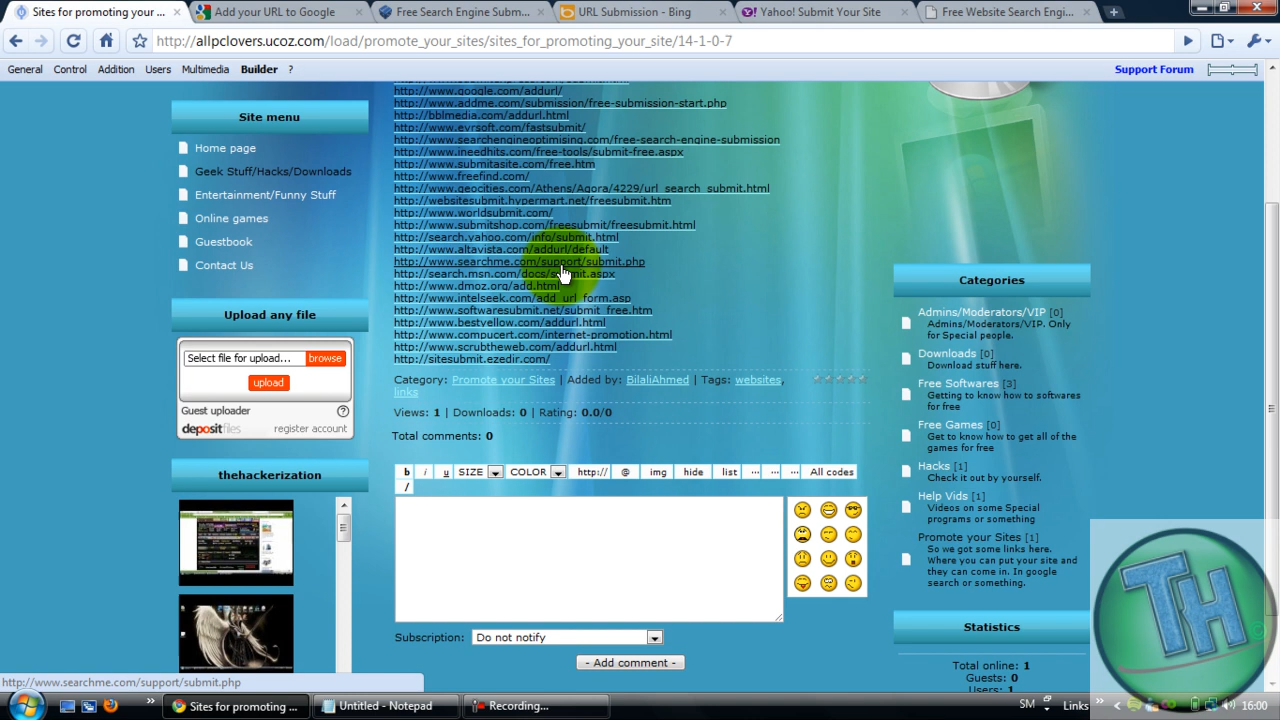 Sites for promoting your ...
Add your URL to Google
Free Search Engine Subm...
URL Submission - Bing
Yahoo! Submit Your Site
Free Website Search Engi...
http://allpclovers.ucoz.com/load/promote_your_sites/sites_for_promoting_your_site/14-1-0-7
General Control Addition Users Multimedia Builder ?
Support Forum
Site menu
Home page
Geek Stuff/Hacks/Downloads
Entertainment/Funny Stuff
Online games
Guestbook
Contact Us
Upload any file
Select file for upload... browse
upload
Guest uploader
depositfiles register account
thehackerization
http://www.google.com/addurl/
http://www.addme.com/submission/free-submission-start.php
http://bblmedia.com/addurl.html
http://www.evrsoft.com/fastsubmit/
http://www.searchengineoptimising.com/free-search-engine-submission
http://www.ineedhits.com/free-tools/submit-free.aspx
http://www.submitasite.com/free.htm
http://www.freefind.com/
http://www.geocities.com/Athens/Agora/4229/url_search_submit.html
http://websitesubmit.hypermart.net/freesubmit.htm
http://www.worldsubmit.com/
http://www.submitshop.com/freesubmit/freesubmit.html
http://search.yahoo.com/info/submit.html
http://www.altavista.com/addurl/default
http://www.searchme.com/support/submit.php
http://search.msn.com/docs/submit.aspx
http://www.dmoz.org/add.html
http://www.intelseek.com/add_url_form.asp
http://www.softwaresubmit.net/submit_free.htm
http://www.bestyellow.com/addurl.html
http://www.compucert.com/internet-promotion.html
http://www.scrubtheweb.com/addurl.html
http://sitesubmit.ezedir.com/
Category: Promote your Sites | Added by: BilaliAhmed | Tags: websites,
links
Views: 1 | Downloads: 0 | Rating: 0.0/0
Total comments: 0
b i u SIZE COLOR http:// @ img hide list ... ... ... All codes
/
Subscription: Do not notify
- Add comment -
Categories
Admins/Moderators/VIP [0]
Admins/Moderators/VIP. Only
for Special people.
Downloads [0]
Download stuff here.
Free Softwares [3]
Getting to know how to softwares
for free
Free Games [0]
Get to know how to get all of the
games for free
Hacks [1]
Check it out by yourself.
Help Vids [1]
Videos on some Special
programs or something
Promote your Sites [1]
So we got some links here.
Where you can put your site and
they can come in. In google
search or something.
Statistics
Total online: 1
Guests: 0
Users: 1
TH
http://www.searchme.com/support/submit.php
Sites for promoting ...
Untitled - Notepad
Recording...
SM
Links
16:00